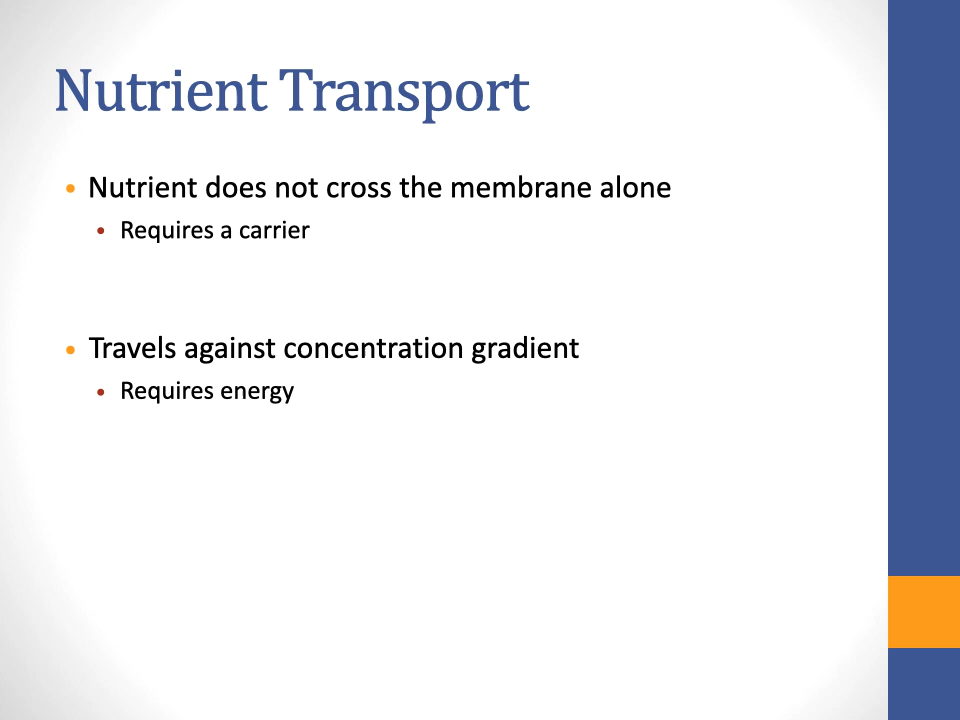 Nutrient Transport
• Nutrient does not cross the membrane alone
• Requires a carrier
• Travels against concentration gradient
• Requires energy